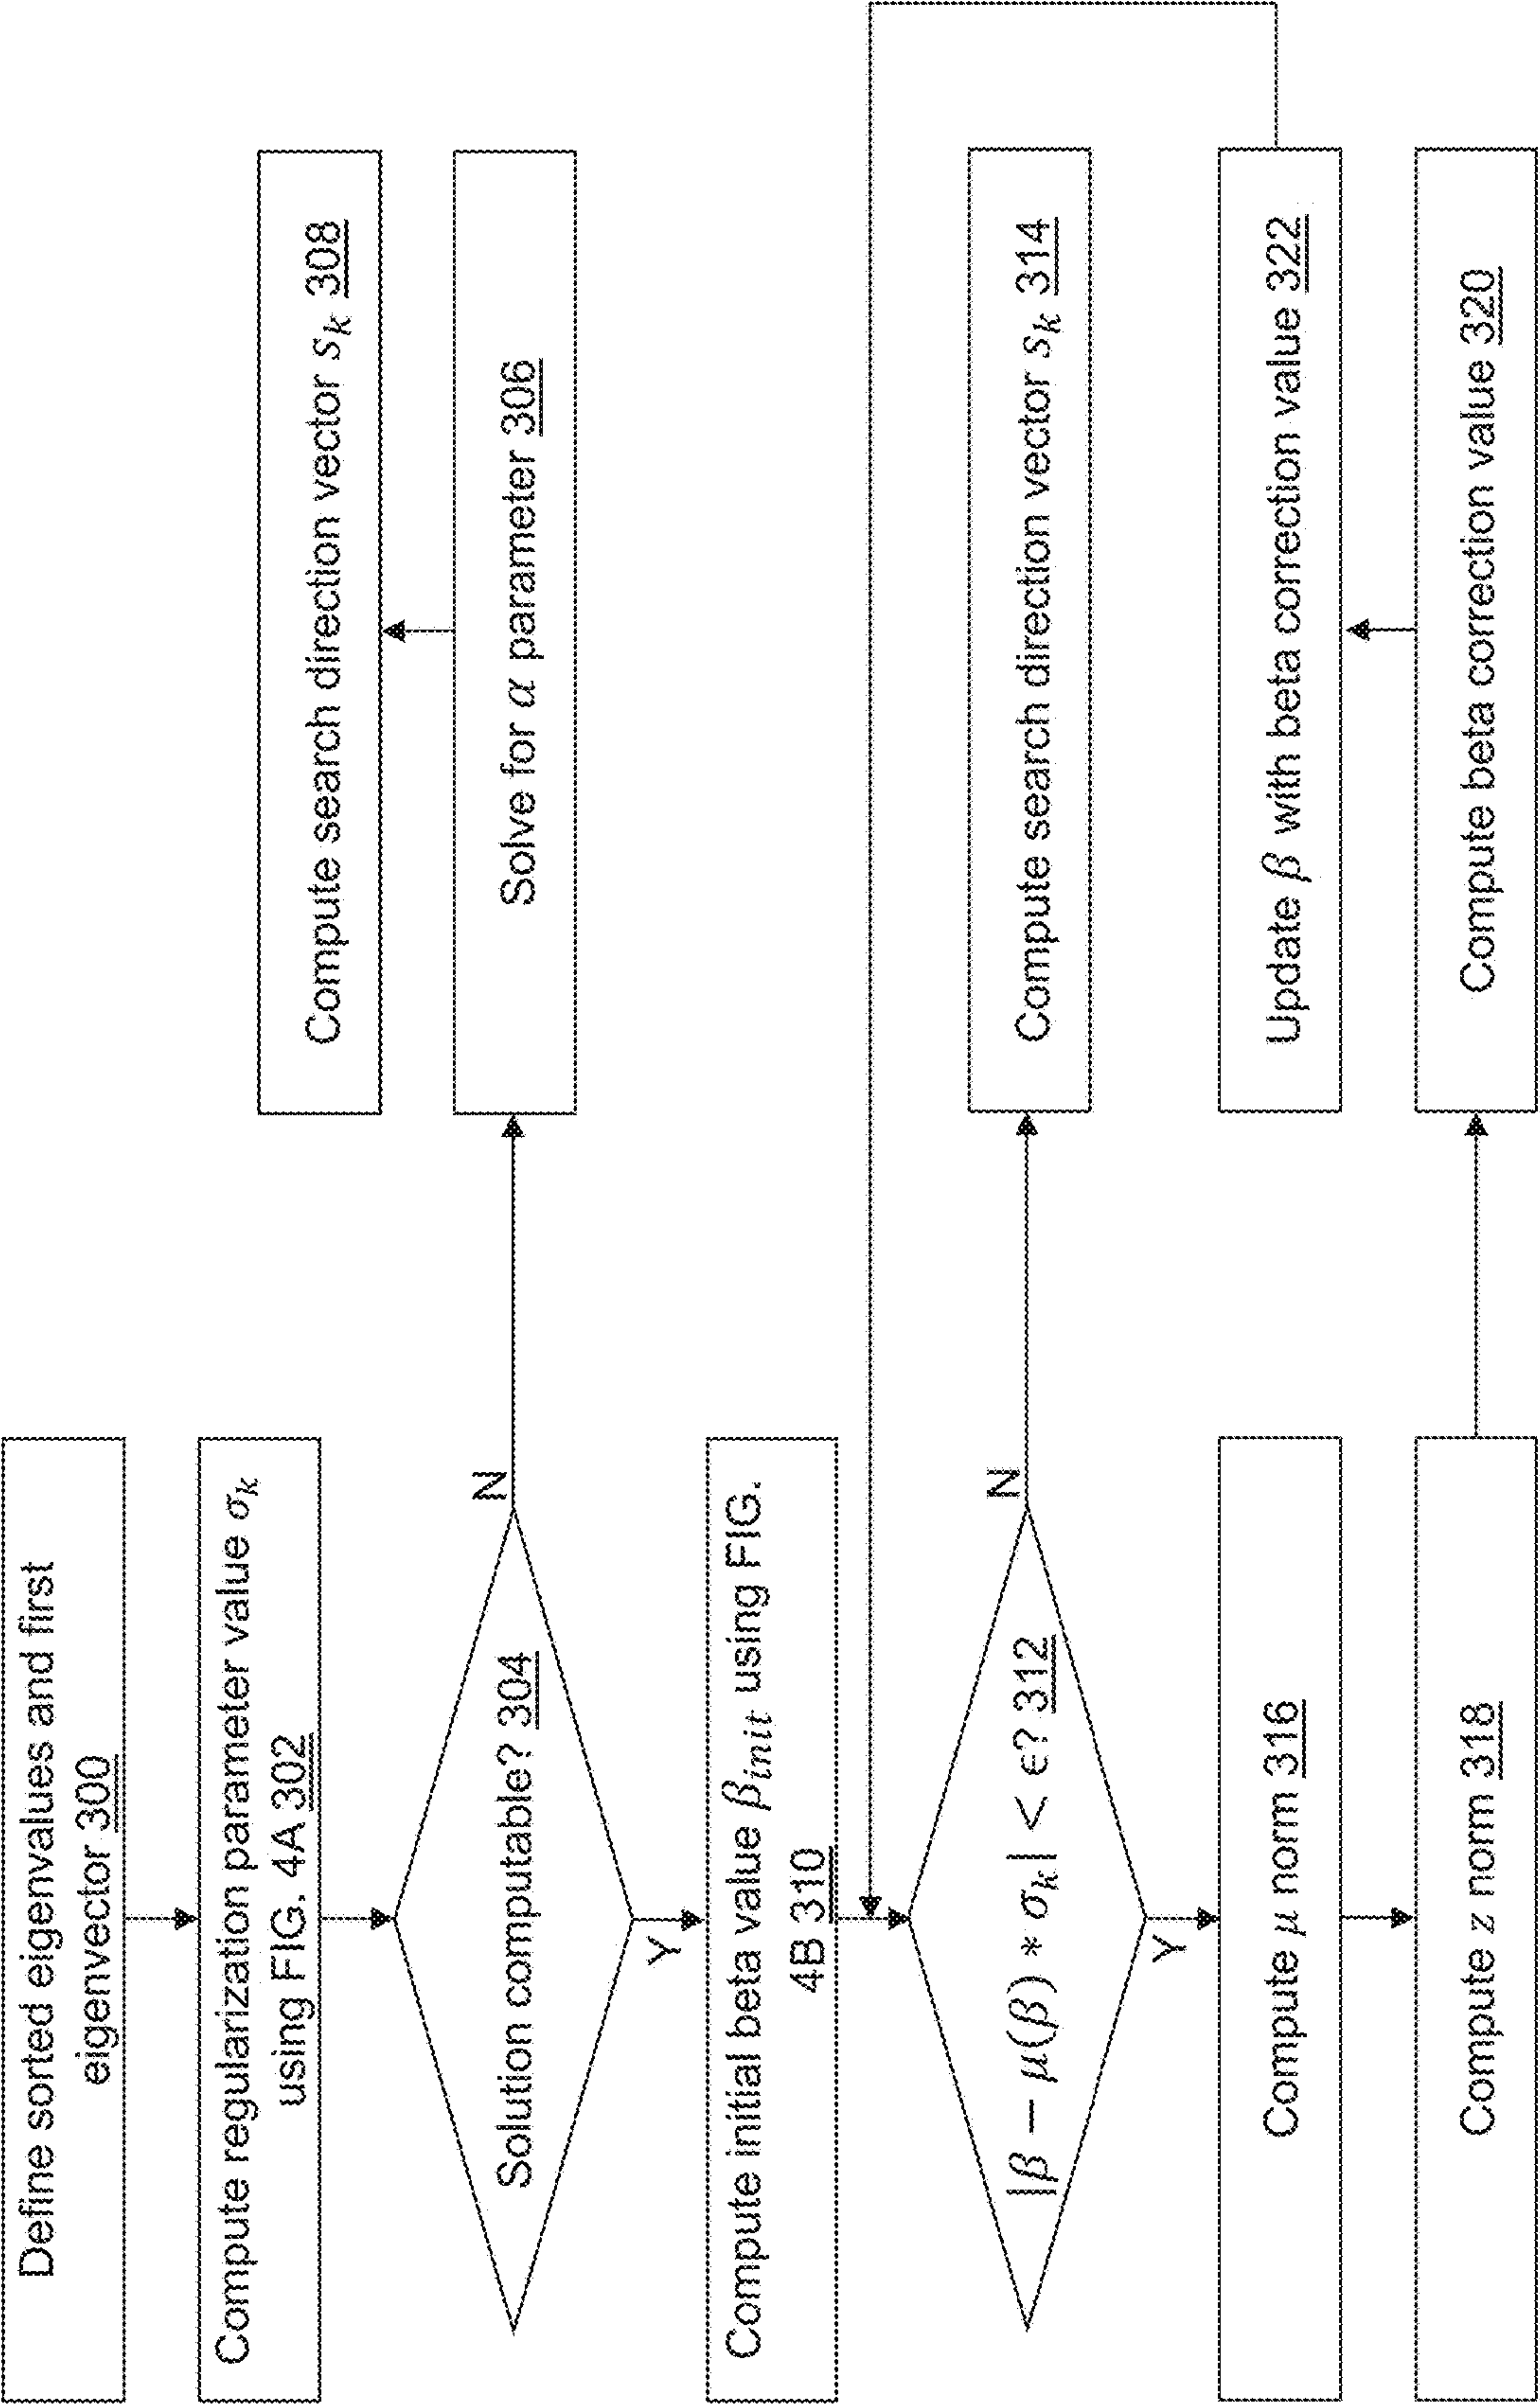 Define sorted eigenvalues and first
eigenvector 300
Compute regularization parameter value σₖ
using FIG. 4A 302
Solution computable? 304
N
Y
Solve for α parameter 306
Compute search direction vector sₖ 308
Compute initial beta value β_init using FIG.
4B 310
|β − μ(β) * σₖ| < ϵ? 312
N
Y
Compute search direction vector sₖ 314
Compute μ norm 316
Compute z norm 318
Compute beta correction value 320
Update β with beta correction value 322